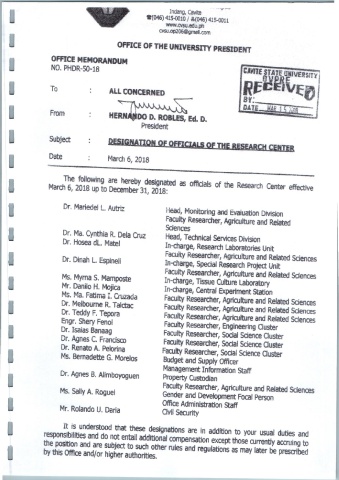 Indang, Cavite
☎(046) 415-0010 / (046) 415-0011
www.cvsu.edu.ph
cvsu.op206@gmail.com
OFFICE OF THE UNIVERSITY PRESIDENT
OFFICE MEMORANDUM
NO. PHDR-50-18
CAVITE STATE UNIVERSITY
RECEIVED
BY:
DATE MAR 15 2018
To : ALL CONCERNED
From : HERNANDO D. ROBLES, Ed. D.
President
Subject : DESIGNATION OF OFFICIALS OF THE RESEARCH CENTER
Date : March 6, 2018
The following are hereby designated as officials of the Research Center effective
March 6, 2018 up to December 31, 2018:
Dr. Mariedel L. Autriz Head, Monitoring and Evaluation Division
Faculty Researcher, Agriculture and Related
Sciences
Dr. Ma. Cynthia R. Dela Cruz Head, Technical Services Division
Dr. Hosea dL. Matel In-charge, Research Laboratories Unit
Faculty Researcher, Agriculture and Related Sciences
Dr. Dinah L. Espineli In-charge, Special Research Project Unit
Faculty Researcher, Agriculture and Related Sciences
Ms. Myrna S. Mamposte In-charge, Tissue Culture Laboratory
Mr. Danilo H. Mojica In-charge, Central Experiment Station
Ms. Ma. Fatima I. Cruzada Faculty Researcher, Agriculture and Related Sciences
Dr. Melbourne R. Talactac Faculty Researcher, Agriculture and Related Sciences
Dr. Teddy F. Tepora Faculty Researcher, Agriculture and Related Sciences
Engr. Shery Fenol Faculty Researcher, Engineering Cluster
Dr. Isaias Banaag Faculty Researcher, Social Science Cluster
Dr. Agnes C. Francisco Faculty Researcher, Social Science Cluster
Dr. Renato A. Pelorina Faculty Researcher, Social Science Cluster
Ms. Bernadette G. Morelos Budget and Supply Officer
Management Information Staff
Property Custodian
Dr. Agnes B. Alimboyoguen Faculty Researcher, Agriculture and Related Sciences
Gender and Development Focal Person
Ms. Sally A. Roguel Office Administration Staff
Mr. Rolando U. Daria Civil Security
It is understood that these designations are in addition to your usual duties and
responsibilities and do not entail additional compensation except those currently accruing to
the position and are subject to such other rules and regulations as may later be prescribed
by this Office and/or higher authorities.